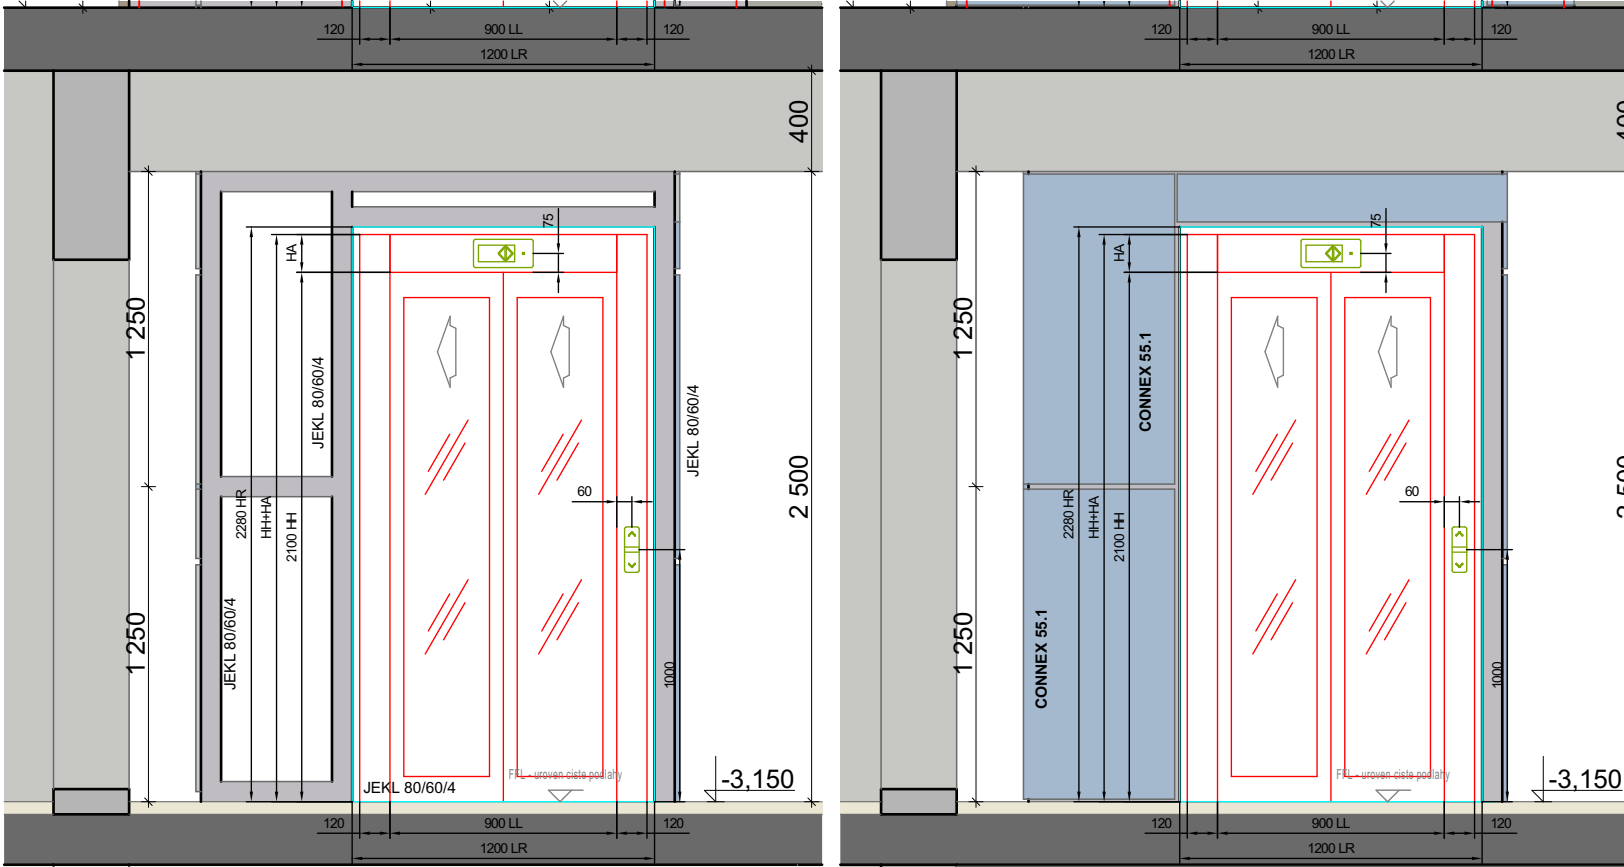 120
900 LL
120
1200 LR
120
900 LL
120
1200 LR
400
400
75
HA
75
HA
1 250
1 250
JEKL 80/60/4
JEKL 80/60/4
CONNEX 55.1
2 500
2 500
60
60
2280 HR
HH+HA
2100 HH
2280 HR
HH+HA
2100 HH
1 250
1 250
JEKL 80/60/4
CONNEX 55.1
1000
1000
FFL - uroven ciste podlahy
FFL - uroven ciste podlahy
JEKL 80/60/4
-3,150
-3,150
120
900 LL
120
1200 LR
120
900 LL
120
1200 LR